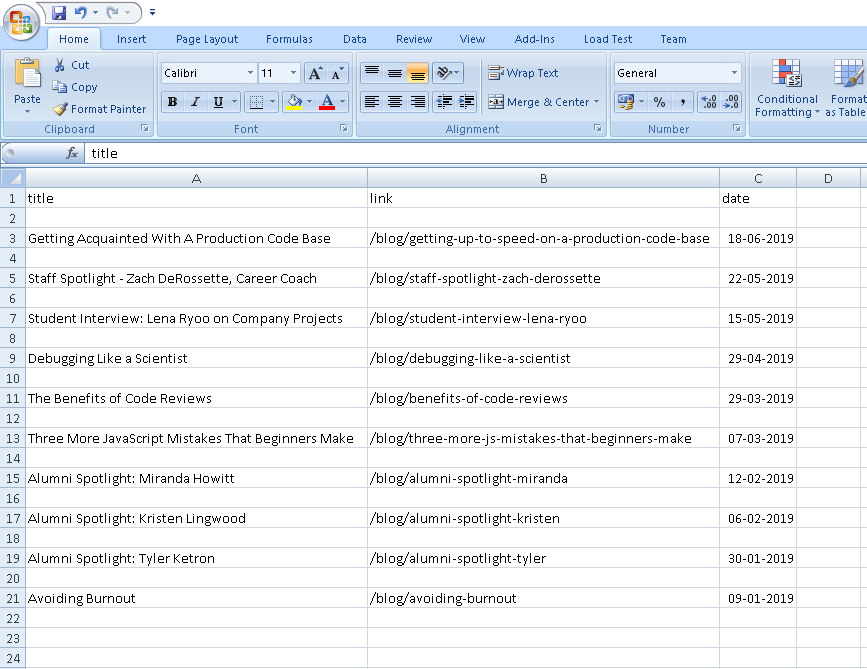 Home Insert Page Layout Formulas Data Review View Add-Ins Load Test Team
Cut
Copy
Format Painter
Paste
Clipboard
Calibri 11 A A
B I U A
Font
Wrap Text
Merge & Center
Alignment
General
% , .00 .00
Number
Conditional Formatting
Format as Table
fx title
A B C D
1 title link date
2
3 Getting Acquainted With A Production Code Base /blog/getting-up-to-speed-on-a-production-code-base 18-06-2019
4
5 Staff Spotlight - Zach DeRossette, Career Coach /blog/staff-spotlight-zach-derossette 22-05-2019
6
7 Student Interview: Lena Ryoo on Company Projects /blog/student-interview-lena-ryoo 15-05-2019
8
9 Debugging Like a Scientist /blog/debugging-like-a-scientist 29-04-2019
10
11 The Benefits of Code Reviews /blog/benefits-of-code-reviews 29-03-2019
12
13 Three More JavaScript Mistakes That Beginners Make /blog/three-more-js-mistakes-that-beginners-make 07-03-2019
14
15 Alumni Spotlight: Miranda Howitt /blog/alumni-spotlight-miranda 12-02-2019
16
17 Alumni Spotlight: Kristen Lingwood /blog/alumni-spotlight-kristen 06-02-2019
18
19 Alumni Spotlight: Tyler Ketron /blog/alumni-spotlight-tyler 30-01-2019
20
21 Avoiding Burnout /blog/avoiding-burnout 09-01-2019
22
23
24